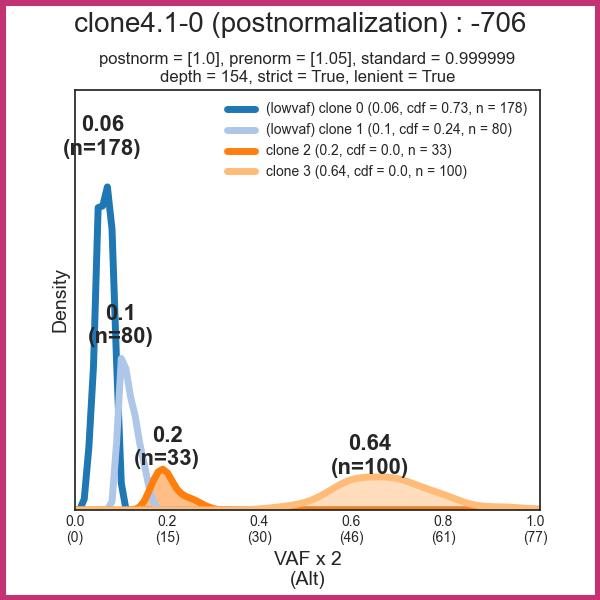 clone4.1-0 (postnormalization) : -706
postnorm = [1.0], prenorm = [1.05], standard = 0.999999
depth = 154, strict = True, lenient = True
(lowvaf) clone 0 (0.06, cdf = 0.73, n = 178)
(lowvaf) clone 1 (0.1, cdf = 0.24, n = 80)
clone 2 (0.2, cdf = 0.0, n = 33)
clone 3 (0.64, cdf = 0.0, n = 100)
0.06
(n=178)
0.1
(n=80)
0.2
(n=33)
0.64
(n=100)
Density
0.0 0.2 0.4 0.6 0.8 1.0
(0) (15) (30) (46) (61) (77)
VAF x 2
(Alt)